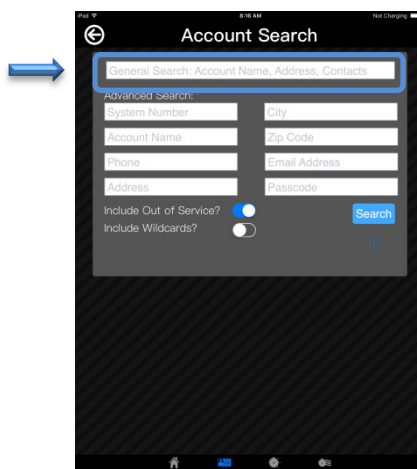 iPad 8:16 AM Not Charging
Account Search
General Search: Account Name, Address, Contacts
Advanced Search:
System Number City
Account Name Zip Code
Phone Email Address
Address Passcode
Include Out of Service? Search
Include Wildcards?